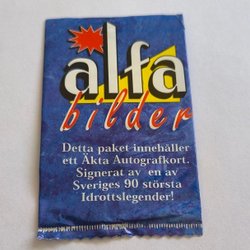 alfa
bilder
Detta paket innehåller
ett Äkta Autografkort.
Signerat av en av
Sveriges 90 största
Idrottslegender!